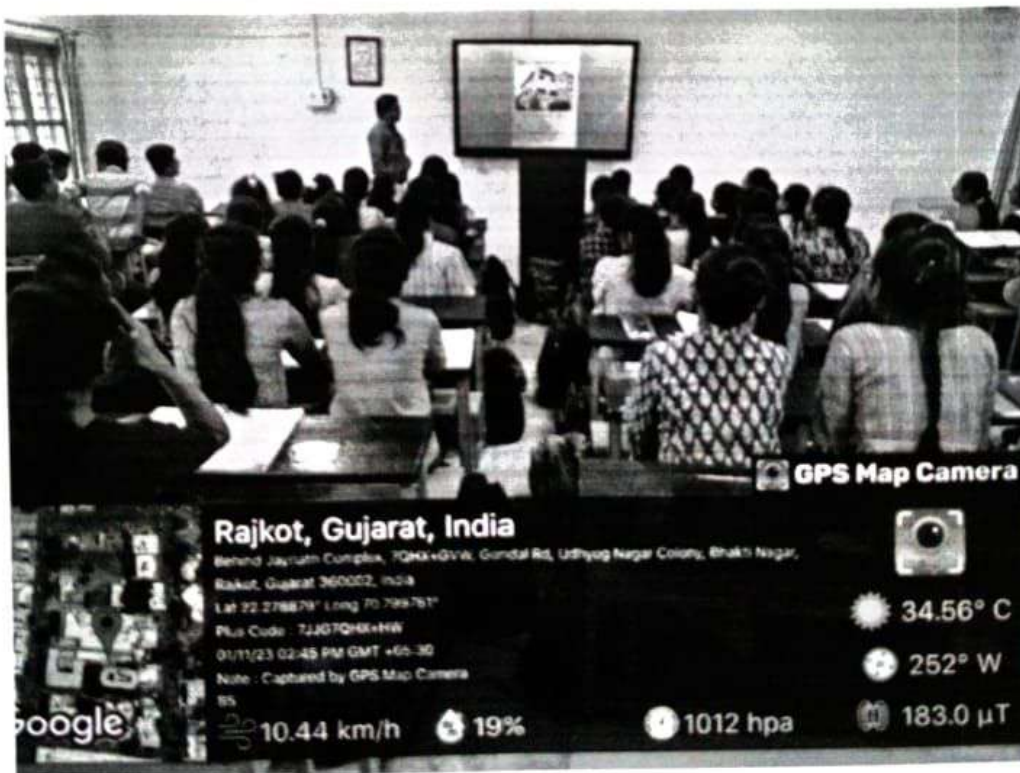 GPS Map Camera
Rajkot, Gujarat, India
Behind Jaynath Complex, 7QHX+GVW, Gondal Rd, Udhyog Nagar Colony, Bhakti Nagar,
Rajkot, Gujarat 360002, India
Lat 22.278879° Long 70.799761°
Plus Code : 7JJG7QHX+HW
01/11/23 02:45 PM GMT +05:30
Note : Captured by GPS Map Camera
34.56° C
252° W
Google
10.44 km/h
19%
1012 hpa
183.0 µT